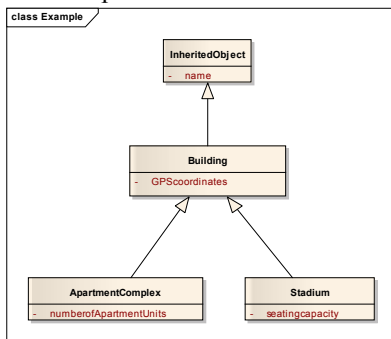 class Example
InheritedObject
- name
Building
- GPScoordinates
ApartmentComplex
- numberofApartmentUnits
Stadium
- seatingcapacity